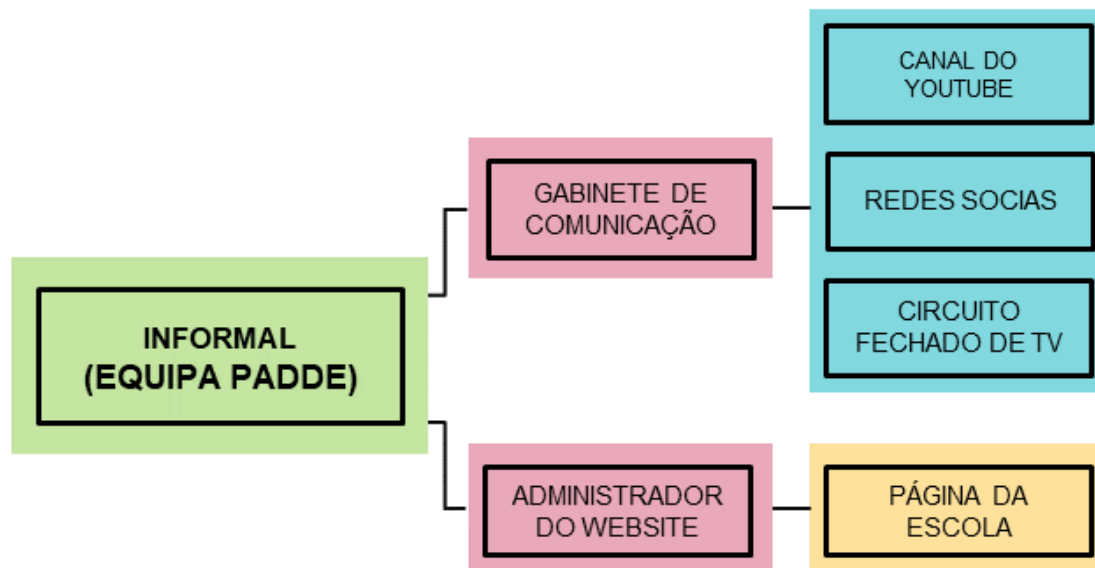 INFORMAL
(EQUIPA PADDE)
GABINETE DE
COMUNICAÇÃO
CANAL DO
YOUTUBE
REDES SOCIAS
CIRCUITO
FECHADO DE TV
ADMINISTRADOR
DO WEBSITE
PÁGINA DA
ESCOLA